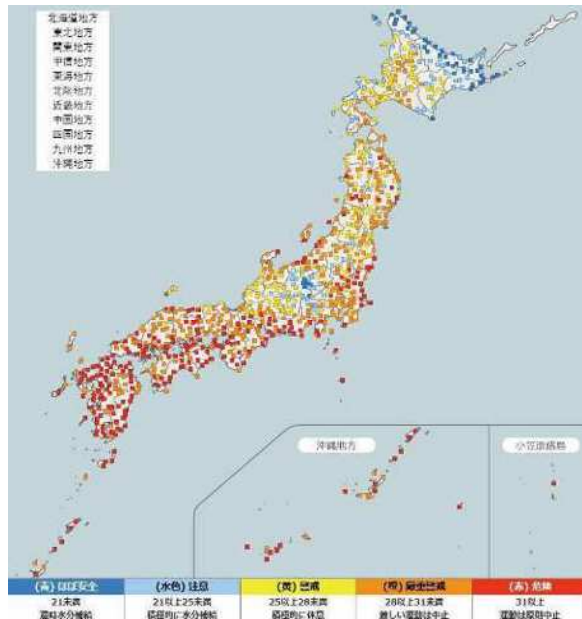 北海道地方
東北地方
関東地方
甲信地方
東海地方
北陸地方
近畿地方
中国地方
四国地方
九州地方
沖縄地方
沖縄地方
小笠原諸島
(青) ほぼ安全
(水色) 注意
(黄) 警戒
(橙) 厳重警戒
(赤) 危険
21未満
21以上25未満
25以上28未満
28以上31未満
31以上
適時水分補給
積極的に水分補給
積極的に休息
激しい運動は中止
運動は原則中止